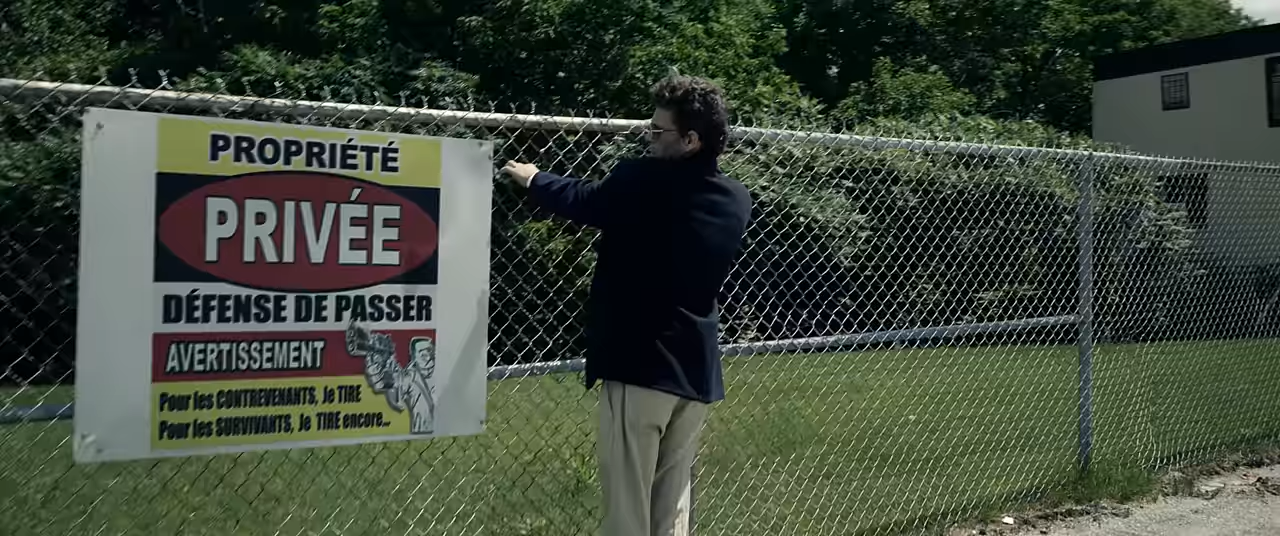 PROPRIÉTÉ
PRIVÉE
DÉFENSE DE PASSER
AVERTISSEMENT
Pour les CONTREVENANTS, Je TIRE
Pour les SURVIVANTS, Je TIRE encore...